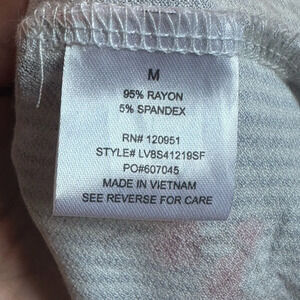 M
95% RAYON
5% SPANDEX
RN# 120951
STYLE# LV8S41219SF
PO#607045
MADE IN VIETNAM
SEE REVERSE FOR CARE